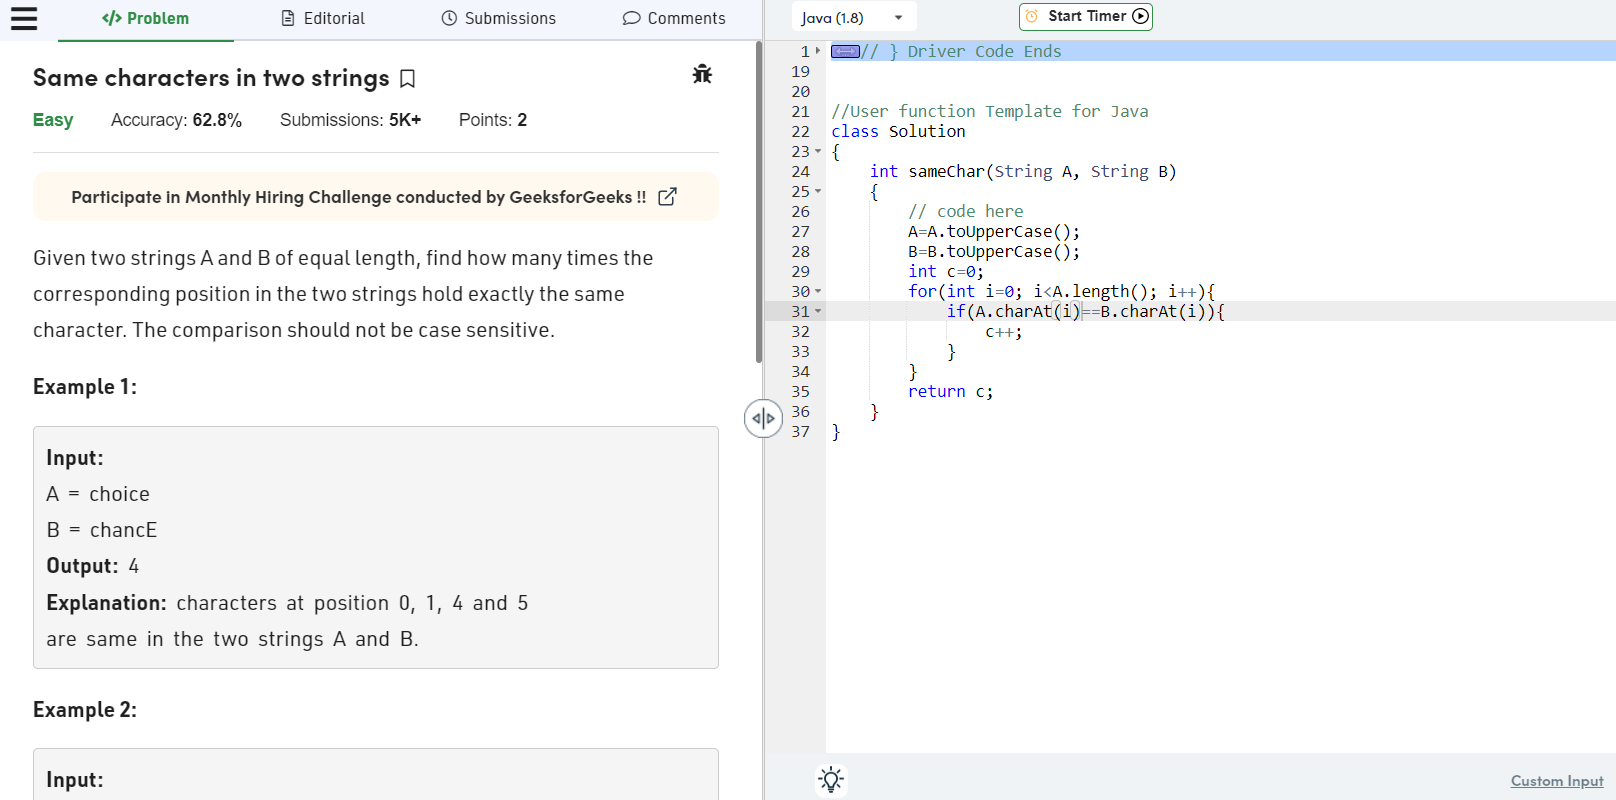 Problem
Editorial
Submissions
Comments
Same characters in two strings
Easy Accuracy: 62.8% Submissions: 5K+ Points: 2
Participate in Monthly Hiring Challenge conducted by GeeksforGeeks !!
Given two strings A and B of equal length, find how many times the
corresponding position in the two strings hold exactly the same
character. The comparison should not be case sensitive.
Example 1:
Input:
A = choice
B = chancE
Output: 4
Explanation: characters at position 0, 1, 4 and 5
are same in the two strings A and B.
Example 2:
Input:
Java (1.8)
Start Timer
1 // } Driver Code Ends
19
20
21 //User function Template for Java
22 class Solution
23 {
24 int sameChar(String A, String B)
25 {
26 // code here
27 A=A.toUpperCase();
28 B=B.toUpperCase();
29 int c=0;
30 for(int i=0; i<A.length(); i++){
31 if(A.charAt(i)==B.charAt(i)){
32 c++;
33 }
34 }
35 return c;
36 }
37 }
Custom Input